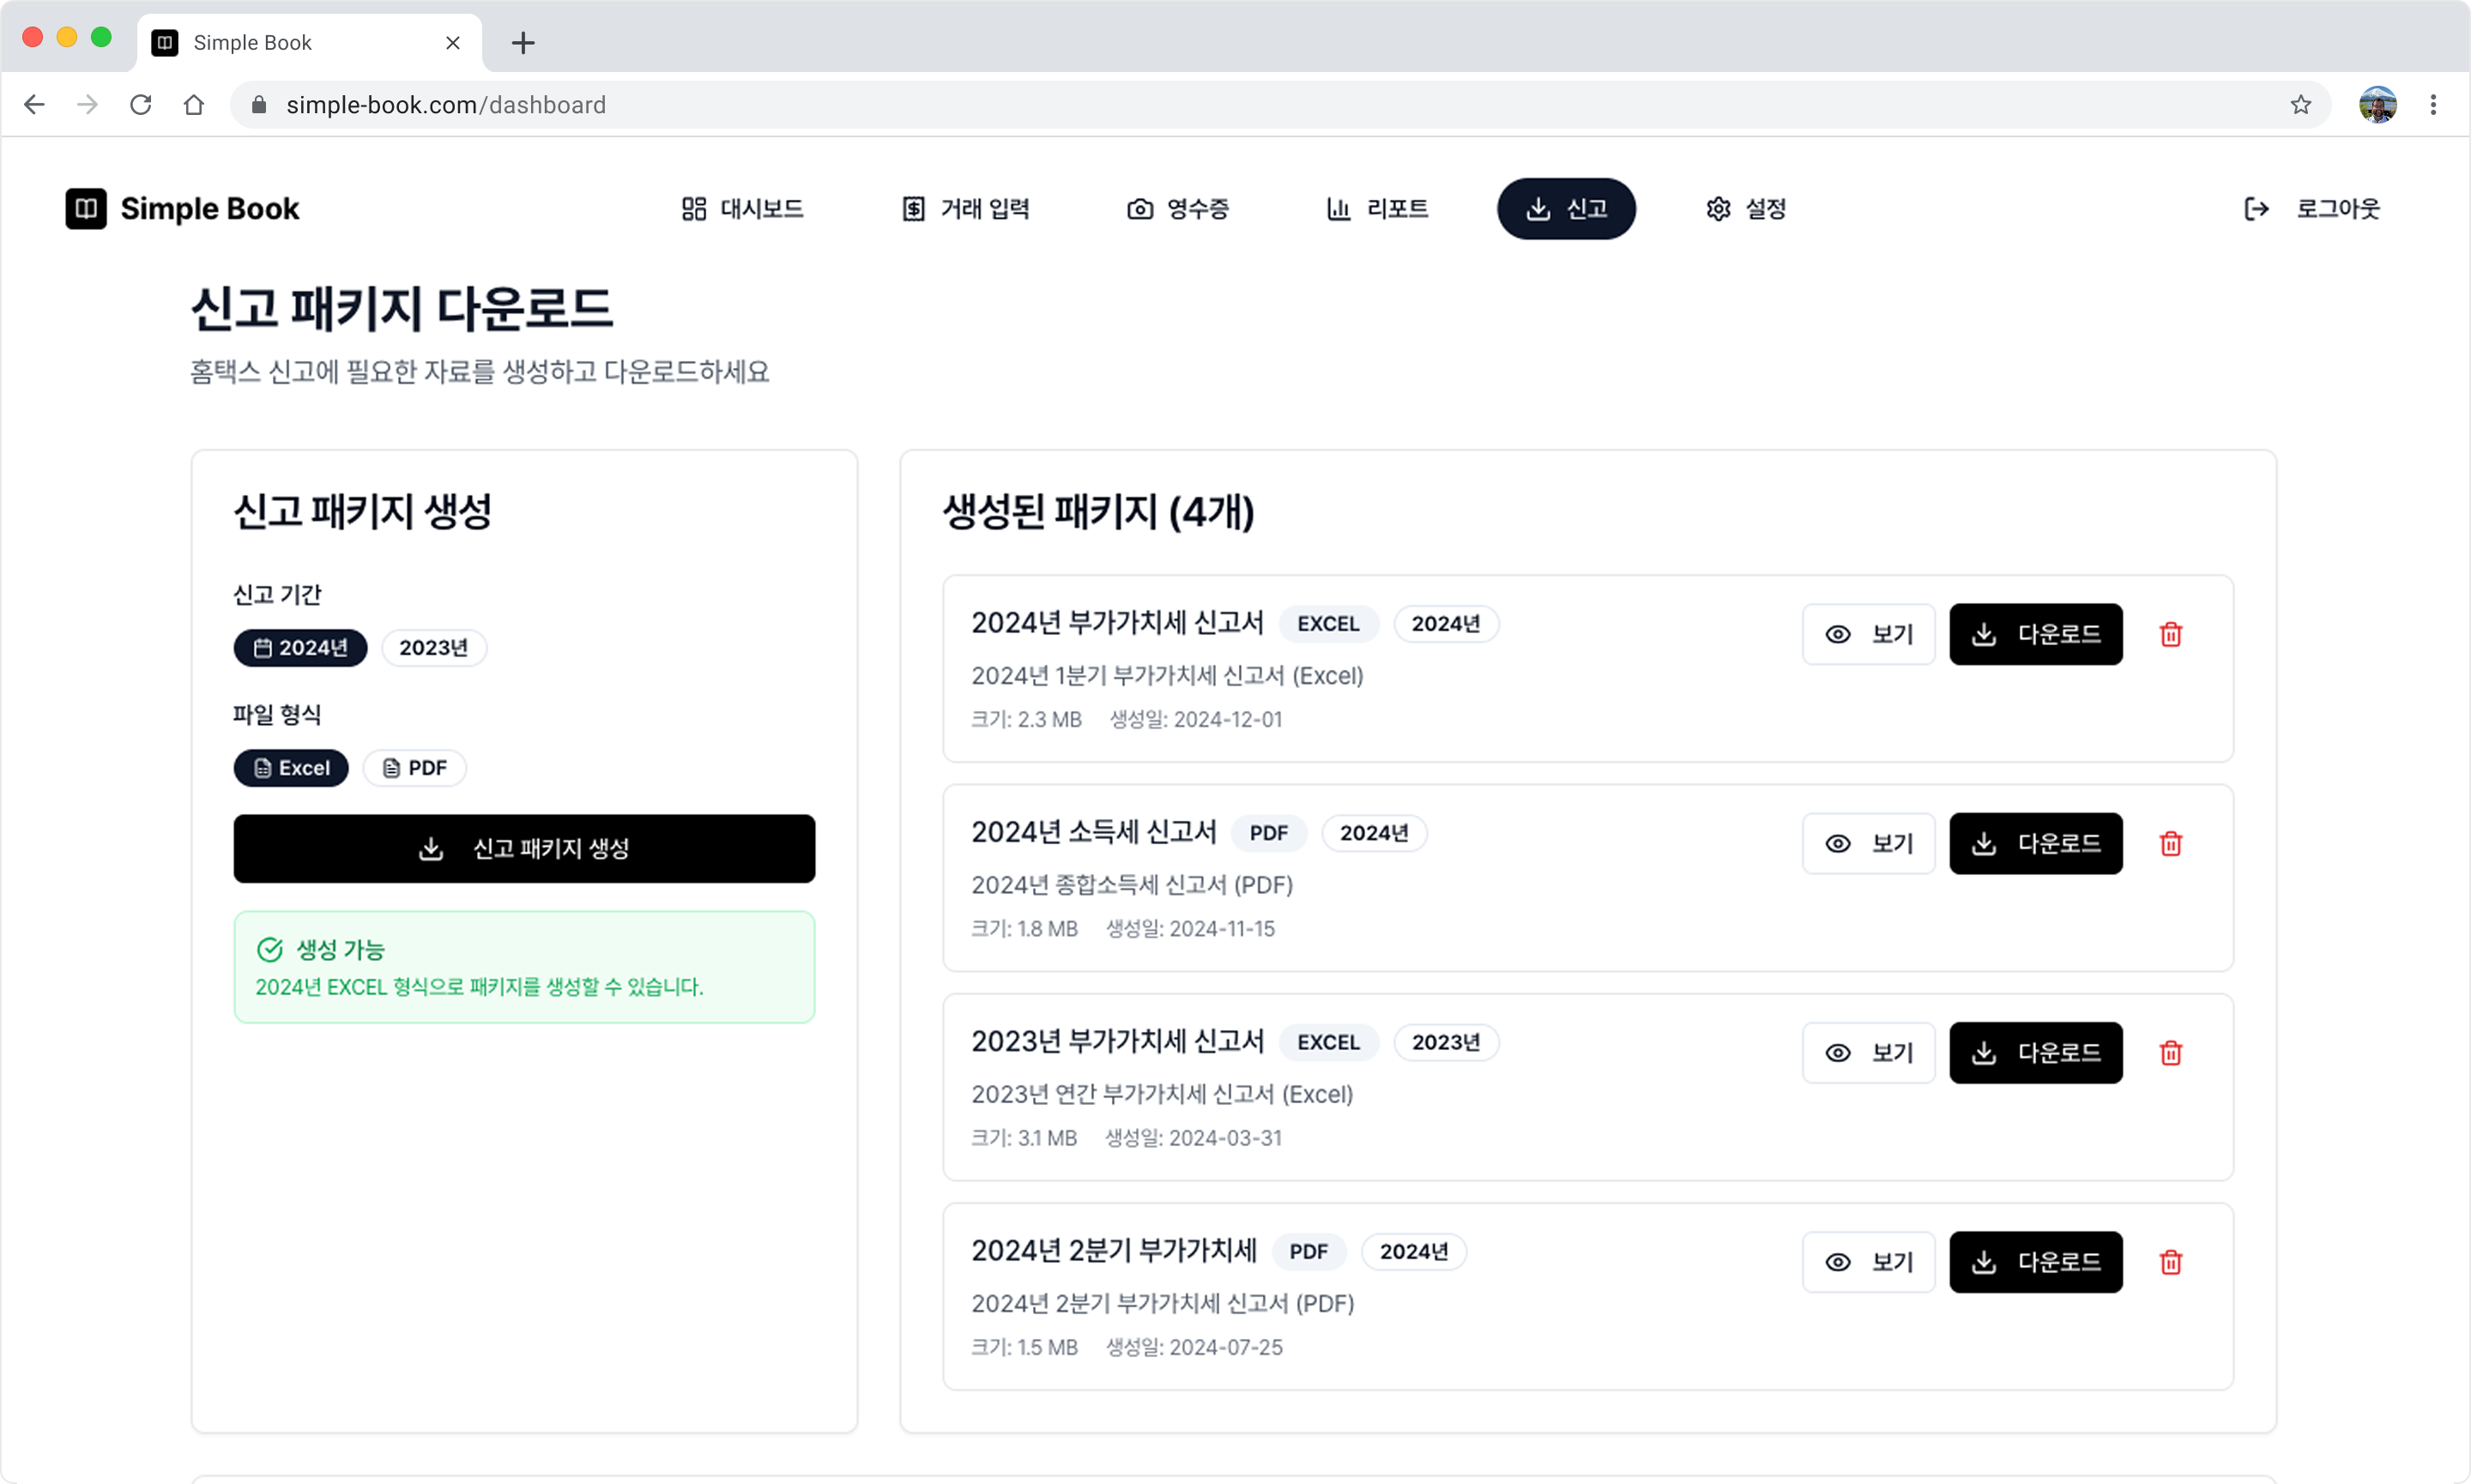 Simple Book
simple-book.com/dashboard
Simple Book
대시보드
거래 입력
영수증
리포트
신고
설정
로그아웃
신고 패키지 다운로드
홈택스 신고에 필요한 자료를 생성하고 다운로드하세요
신고 패키지 생성
신고 기간
2024년 2023년
파일 형식
Excel PDF
신고 패키지 생성
생성 가능
2024년 EXCEL 형식으로 패키지를 생성할 수 있습니다.
생성된 패키지 (4개)
2024년 부가가치세 신고서 EXCEL 2024년 보기 다운로드
2024년 1분기 부가가치세 신고서 (Excel)
크기: 2.3 MB 생성일: 2024-12-01
2024년 소득세 신고서 PDF 2024년 보기 다운로드
2024년 종합소득세 신고서 (PDF)
크기: 1.8 MB 생성일: 2024-11-15
2023년 부가가치세 신고서 EXCEL 2023년 보기 다운로드
2023년 연간 부가가치세 신고서 (Excel)
크기: 3.1 MB 생성일: 2024-03-31
2024년 2분기 부가가치세 PDF 2024년 보기 다운로드
2024년 2분기 부가가치세 신고서 (PDF)
크기: 1.5 MB 생성일: 2024-07-25